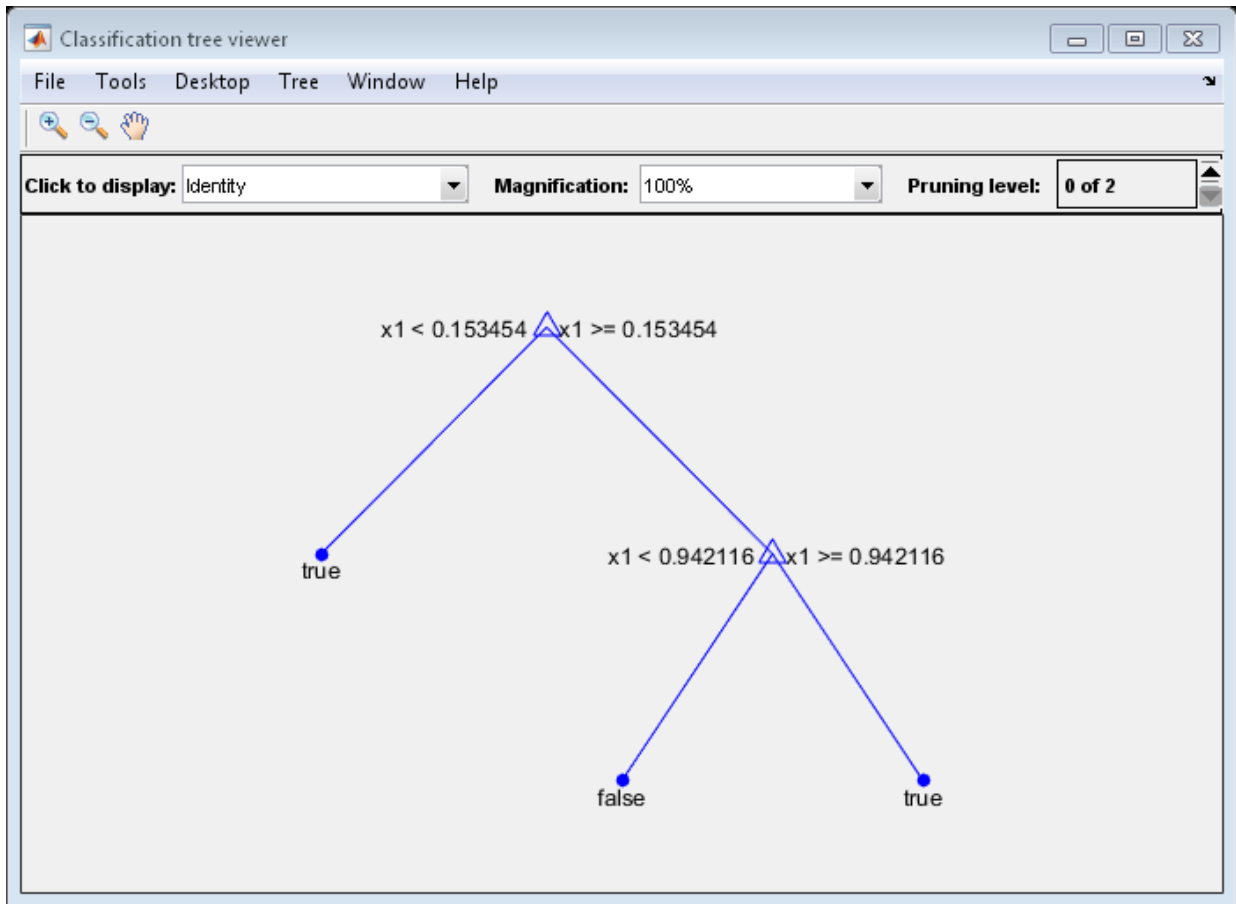 Classification tree viewer
File Tools Desktop Tree Window Help
Click to display: Identity Magnification: 100% Pruning level: 0 of 2
x1 < 0.153454 x1 >= 0.153454
true
x1 < 0.942116 x1 >= 0.942116
false true